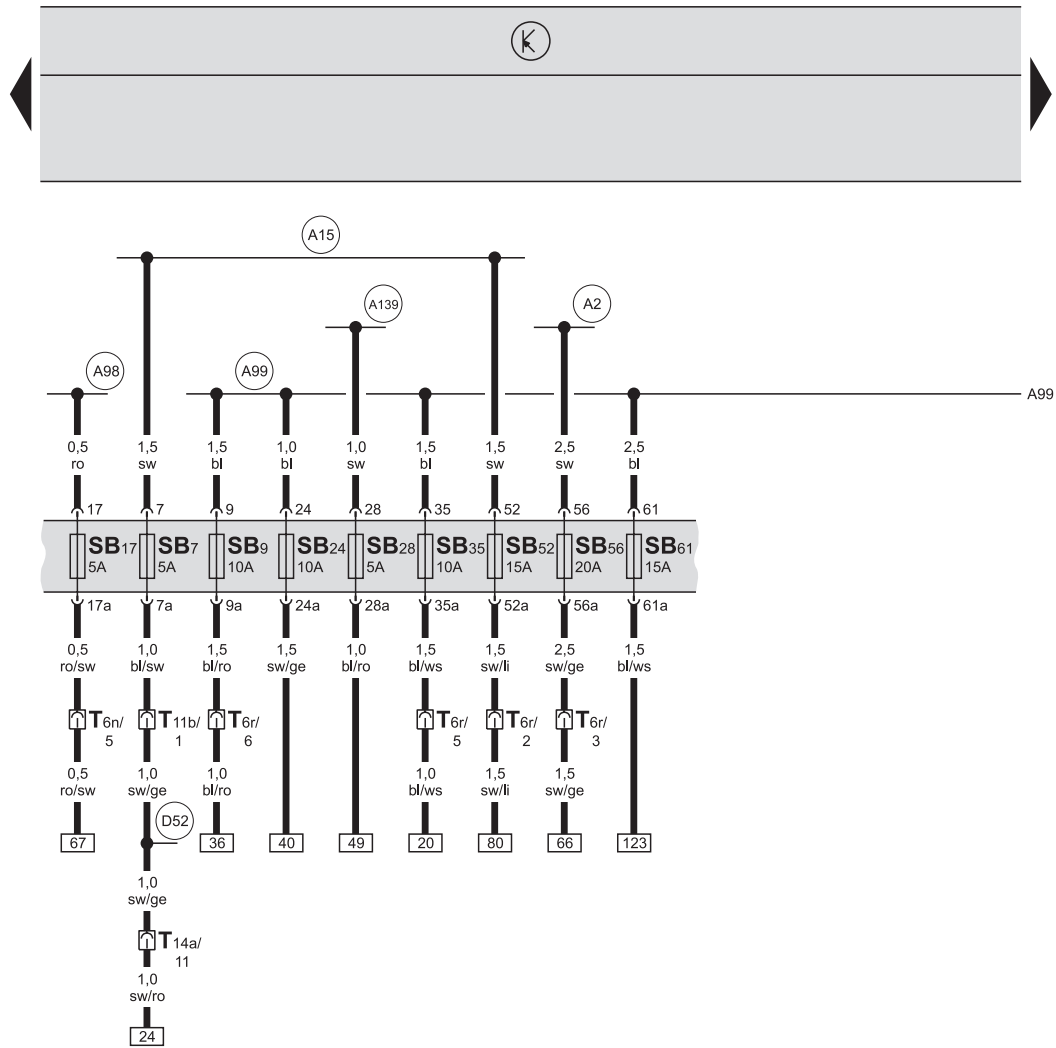 A15
A139
A2
A98
A99
A99
0,5 1,5 1,5 1,0 1,0 1,5 1,5 2,5 2,5
ro sw bl bl sw bl sw sw bl
17 7 9 24 28 35 52 56 61
SB17 SB7 SB9 SB24 SB28 SB35 SB52 SB56 SB61
5A 5A 10A 10A 5A 10A 15A 20A 15A
17a 7a 9a 24a 28a 35a 52a 56a 61a
0,5 1,0 1,5 1,5 1,0 1,5 1,5 2,5 1,5
ro/sw bl/sw bl/ro sw/ge bl/ro bl/ws sw/li sw/ge bl/ws
T6n/ T11b/ T6r/ T6r/ T6r/ T6r/
5 1 6 5 2 3
0,5 1,0 1,0 1,0 1,5 1,5
ro/sw sw/ge bl/ro bl/ws sw/li sw/ge
D52
67 36 40 49 20 80 66 123
1,0
sw/ge
T14a/
11
1,0
sw/ro
24